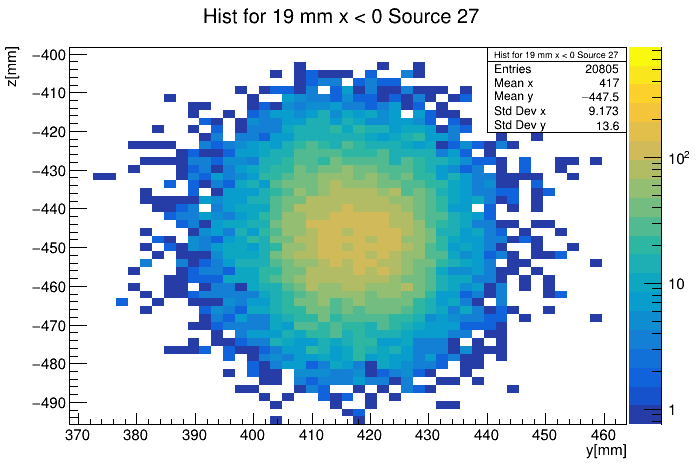 Hist for 19 mm x < 0 Source 27
z[mm]
Hist for 19 mm x < 0 Source 27
Entries 20805
Mean x 417
Mean y −447.5
Std Dev x 9.173
Std Dev y 13.6
−400
−410
−420
−430
−440
−450
−460
−470
−480
−490
10²
10
1
370 380 390 400 410 420 430 440 450 460
y[mm]